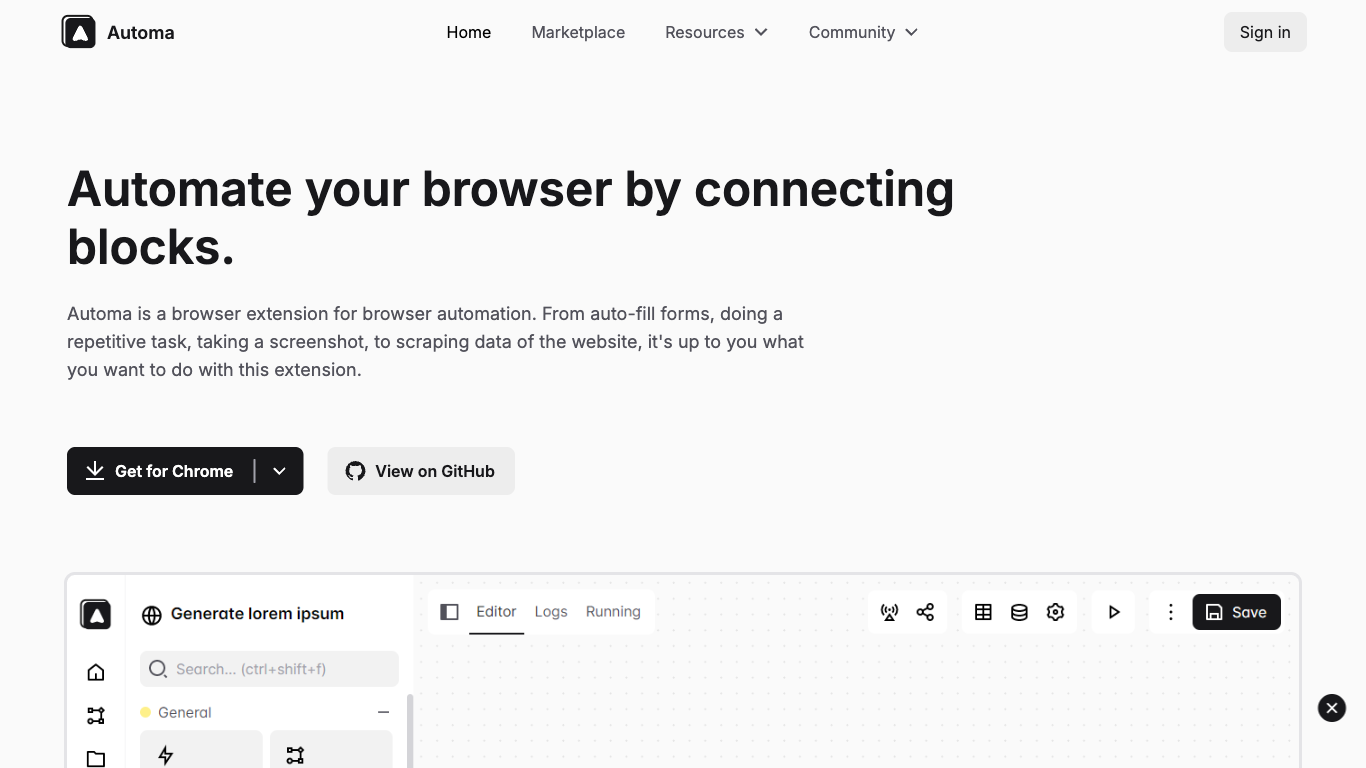 Automa
Home
Marketplace
Resources
Community
Sign in
Automate your browser by connecting
blocks.
Automa is a browser extension for browser automation. From auto-fill forms, doing a
repetitive task, taking a screenshot, to scraping data of the website, it's up to you what
you want to do with this extension.
Get for Chrome
View on GitHub
Generate lorem ipsum
Editor
Logs
Running
Save
Search... (ctrl+shift+f)
General